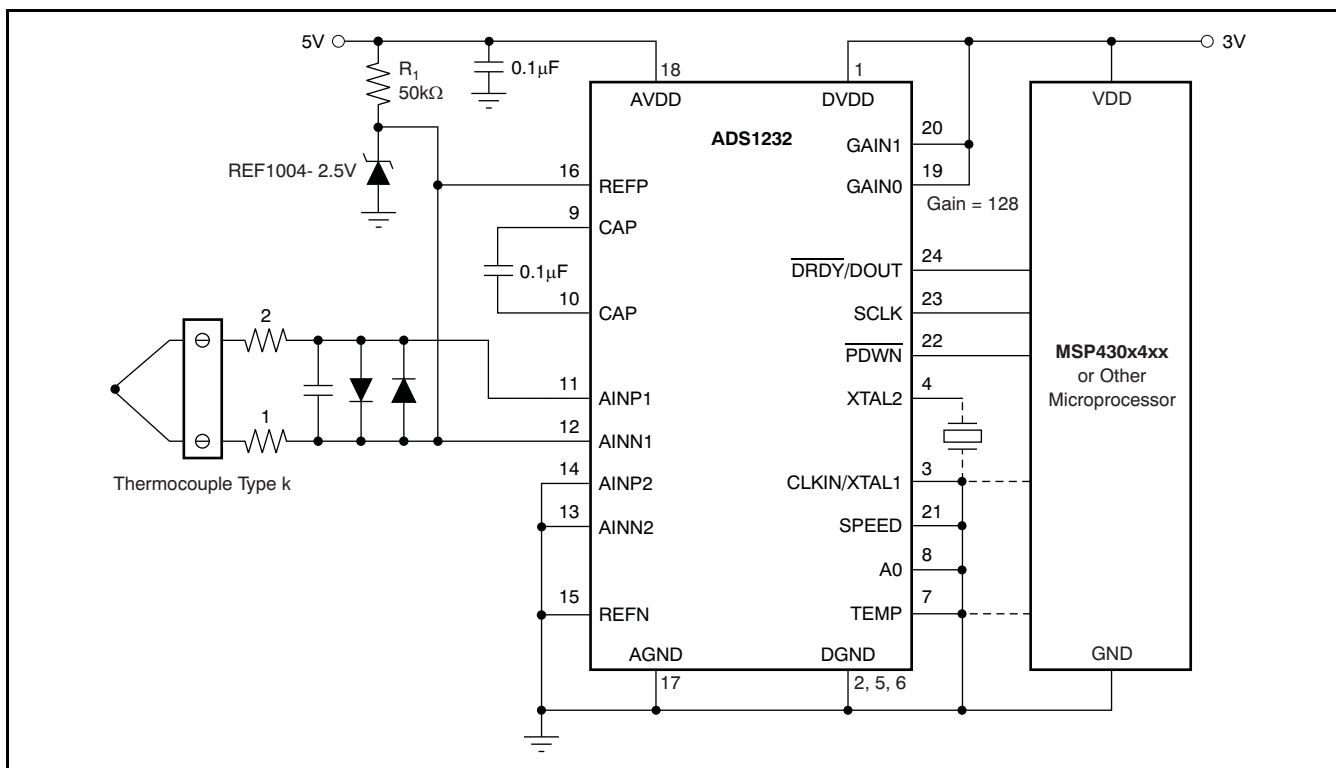 5V
3V
R1
50kΩ
0.1μF
18
1
AVDD
DVDD
VDD
ADS1232
20
GAIN1
19
GAIN0
Gain = 128
REF1004- 2.5V
16
REFP
9
CAP
0.1μF
10
CAP
24
DRDY/DOUT
23
SCLK
22
PDWN
4
XTAL2
MSP430x4xx
or Other
Microprocessor
2
1
Thermocouple Type k
11
AINP1
12
AINN1
14
AINP2
13
AINN2
15
REFN
3
CLKIN/XTAL1
21
SPEED
8
A0
7
TEMP
AGND
DGND
GND
17
2, 5, 6